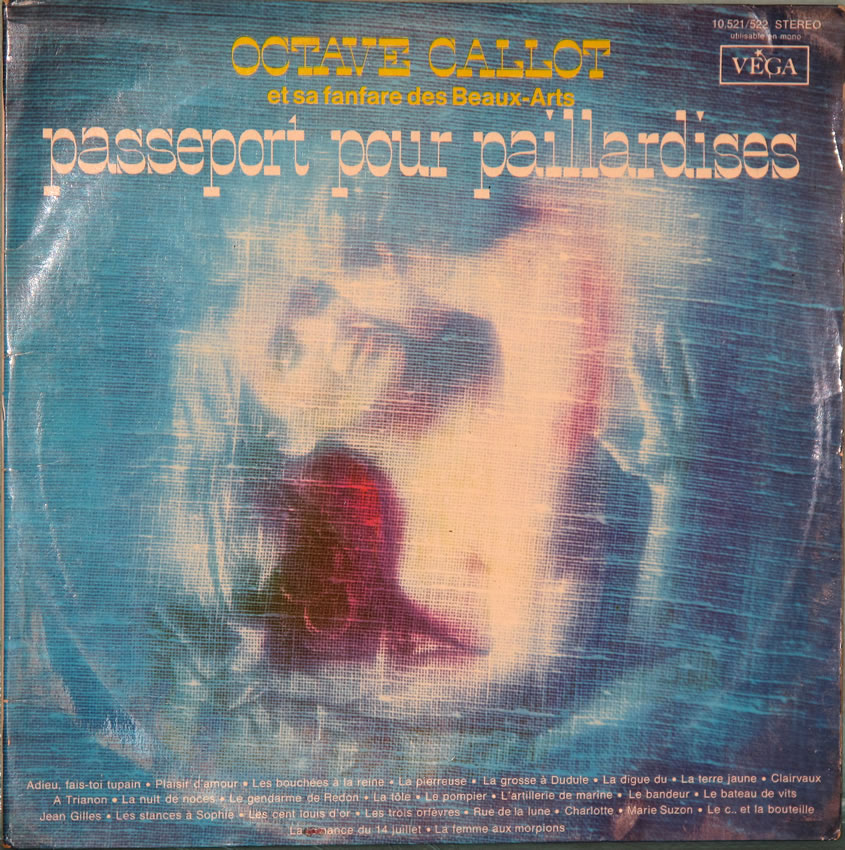 10.521/522 STEREO
utilisable en mono
VÉGA
OCTAVE CALLOT
et sa fanfare des Beaux-Arts
passeport pour paillardises
Adieu, fais-toi tupain • Plaisir d'amour • Les bouchées à la reine • La pierreuse • La grosse à Dudule • La digue du • La terre jaune • Clairvaux
A Trianon • La nuit de noces • Le gendarme de Redon • La tôle • Le pompier • L'artillerie de marine • Le bandeur • Le bateau de vits
Jean Gilles • Les stances à Sophie • Les cent louis d'or • Les trois orfèvres • Rue de la lune • Charlotte • Marie Suzon • Le c.. et la bouteille
La romance du 14 juillet • La femme aux morpions